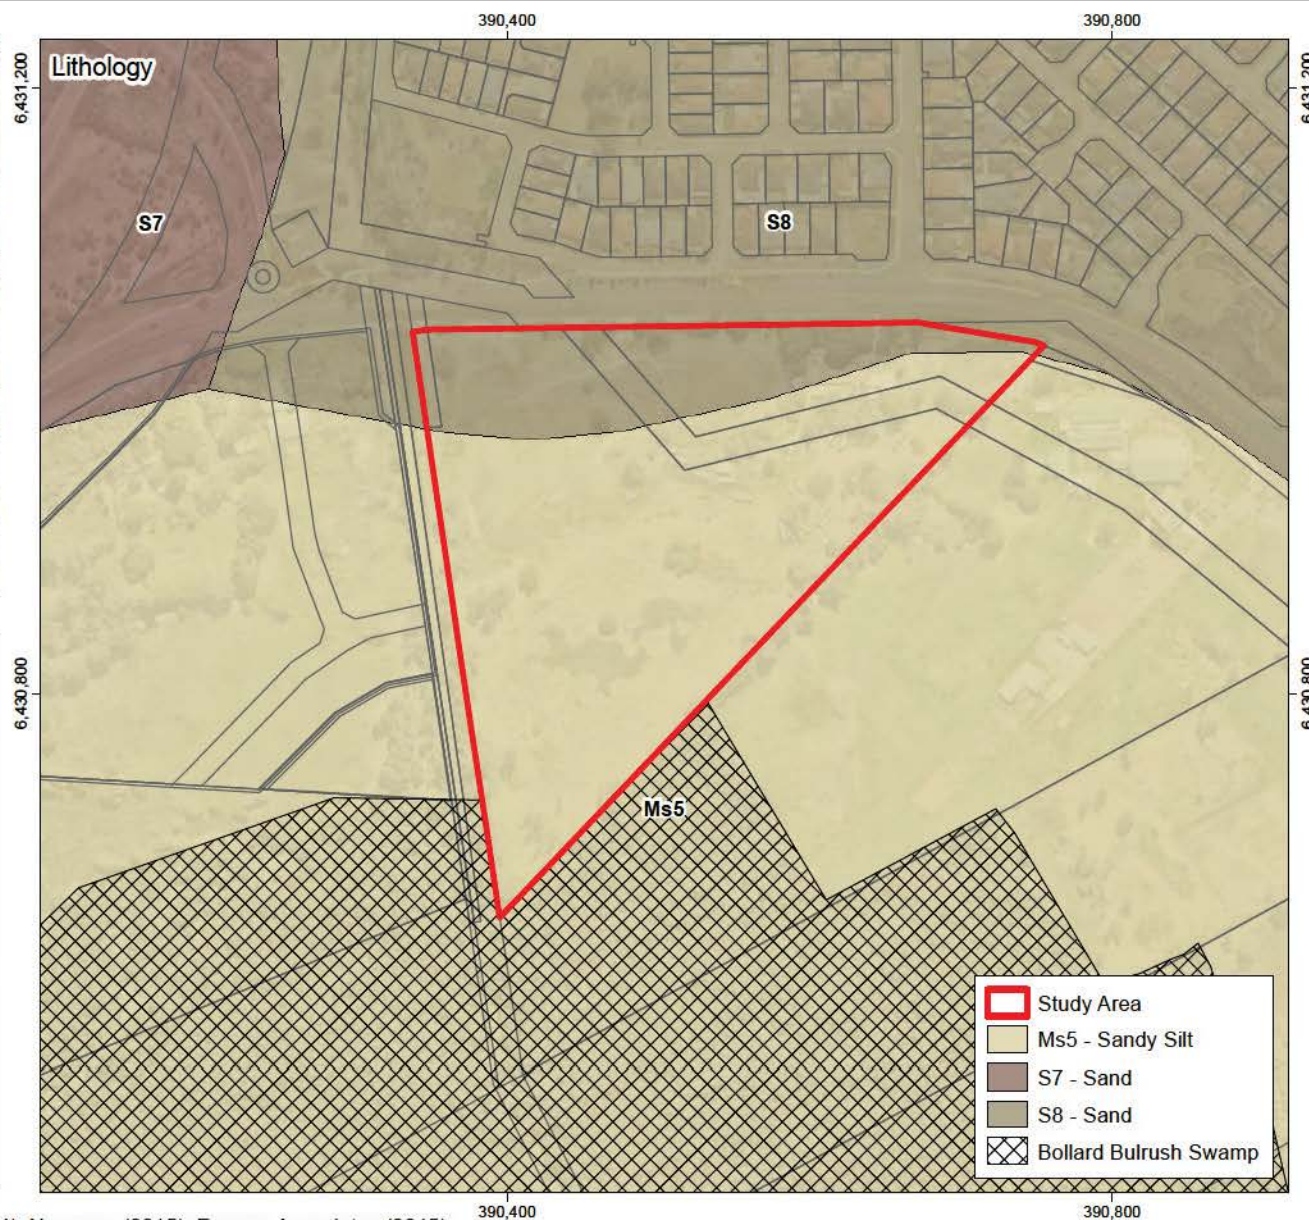 390,400
390,800
6,431,200
6,431,200
Lithology
S7
S8
6,430,800
6,430,800
Ms5
Study Area
Ms5 - Sandy Silt
S7 - Sand
S8 - Sand
Bollard Bulrush Swamp
390,400
390,800